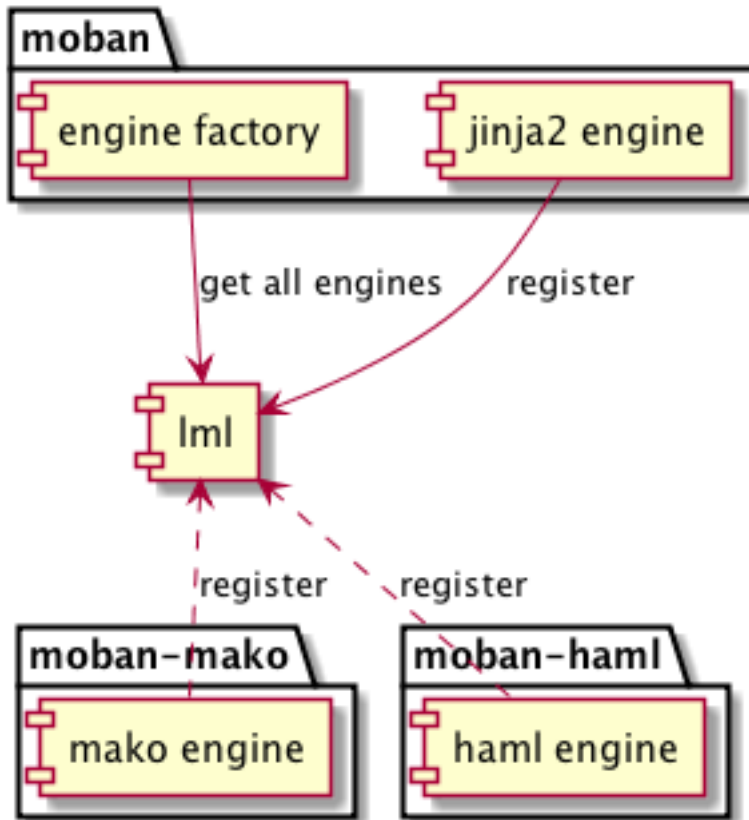 moban
engine factory
jinja2 engine
get all engines
register
lml
register
register
moban-mako
moban-haml
mako engine
haml engine